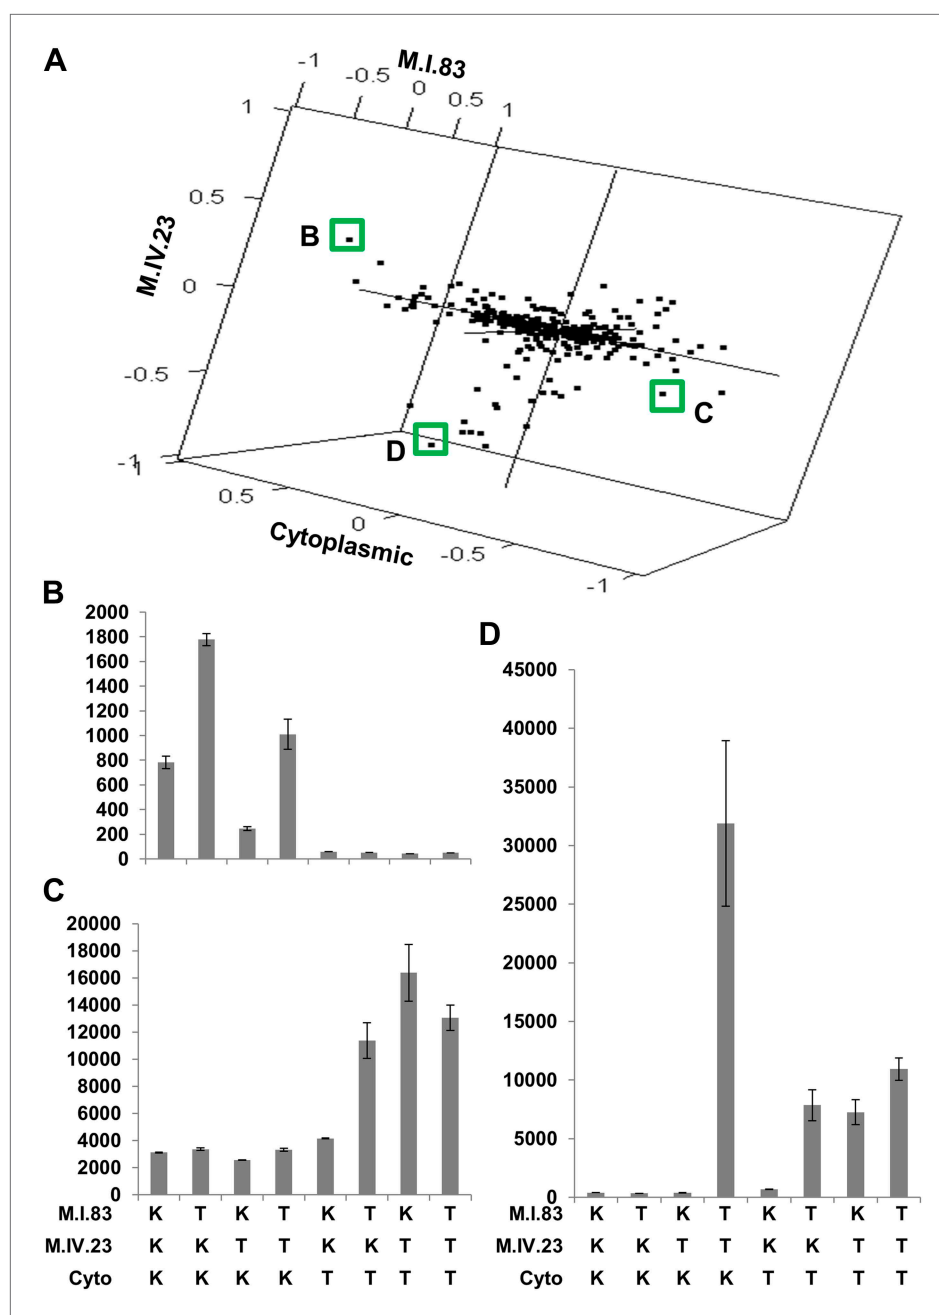 A
M.I.83
-1 -0.5 0 0.5 1
1
0.5
0
-0.5
-1
M.IV.23
1
0.5
0
-0.5
-1
Cytoplasmic
B
C
D
B
2000
1800
1600
1400
1200
1000
800
600
400
200
0
C
20000
18000
16000
14000
12000
10000
8000
6000
4000
2000
0
M.I.83 K T K T K T K T
M.IV.23 K K T T K K T T
Cyto K K K K T T T T
D
45000
40000
35000
30000
25000
20000
15000
10000
5000
0
M.I.83 K T K T K T K T
M.IV.23 K K T T K K T T
Cyto K K K K T T T T